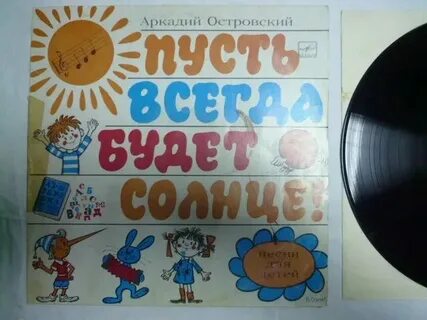 Аркадий Островский
ПУСТЬ
ВСЕГДА
БУДЕТ
СОЛНЦЕ!
ПЕСНИ
ДЛЯ
ДЕТЕЙ